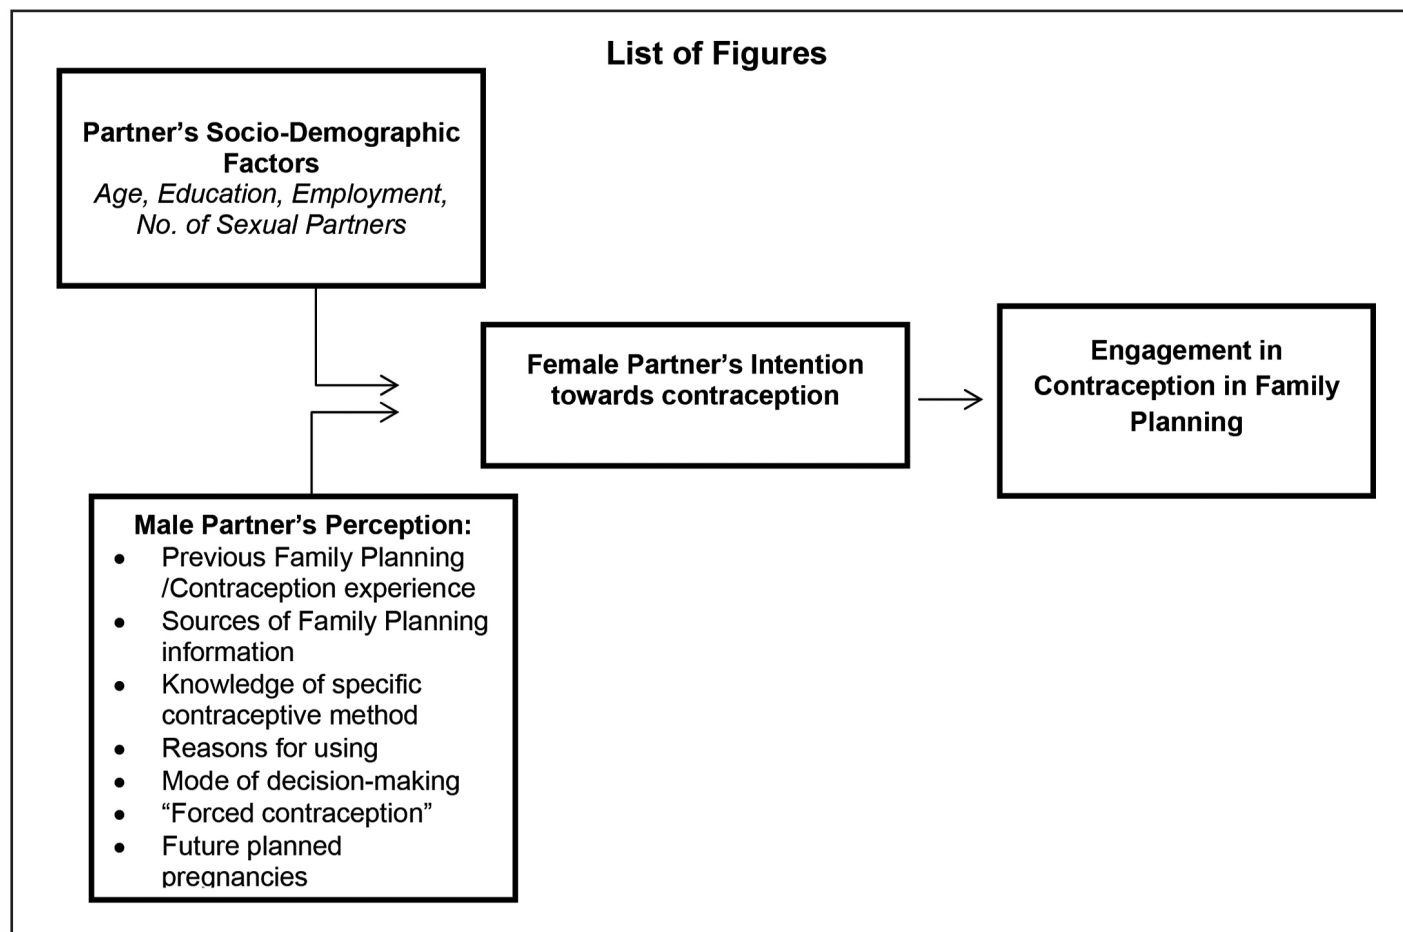 List of Figures
Partner’s Socio-Demographic
Factors
Age, Education, Employment,
No. of Sexual Partners
Female Partner’s Intention
towards contraception
Engagement in
Contraception in Family
Planning
Male Partner’s Perception:
• Previous Family Planning
/Contraception experience
• Sources of Family Planning
information
• Knowledge of specific
contraceptive method
• Reasons for using
• Mode of decision-making
• “Forced contraception”
• Future planned
pregnancies